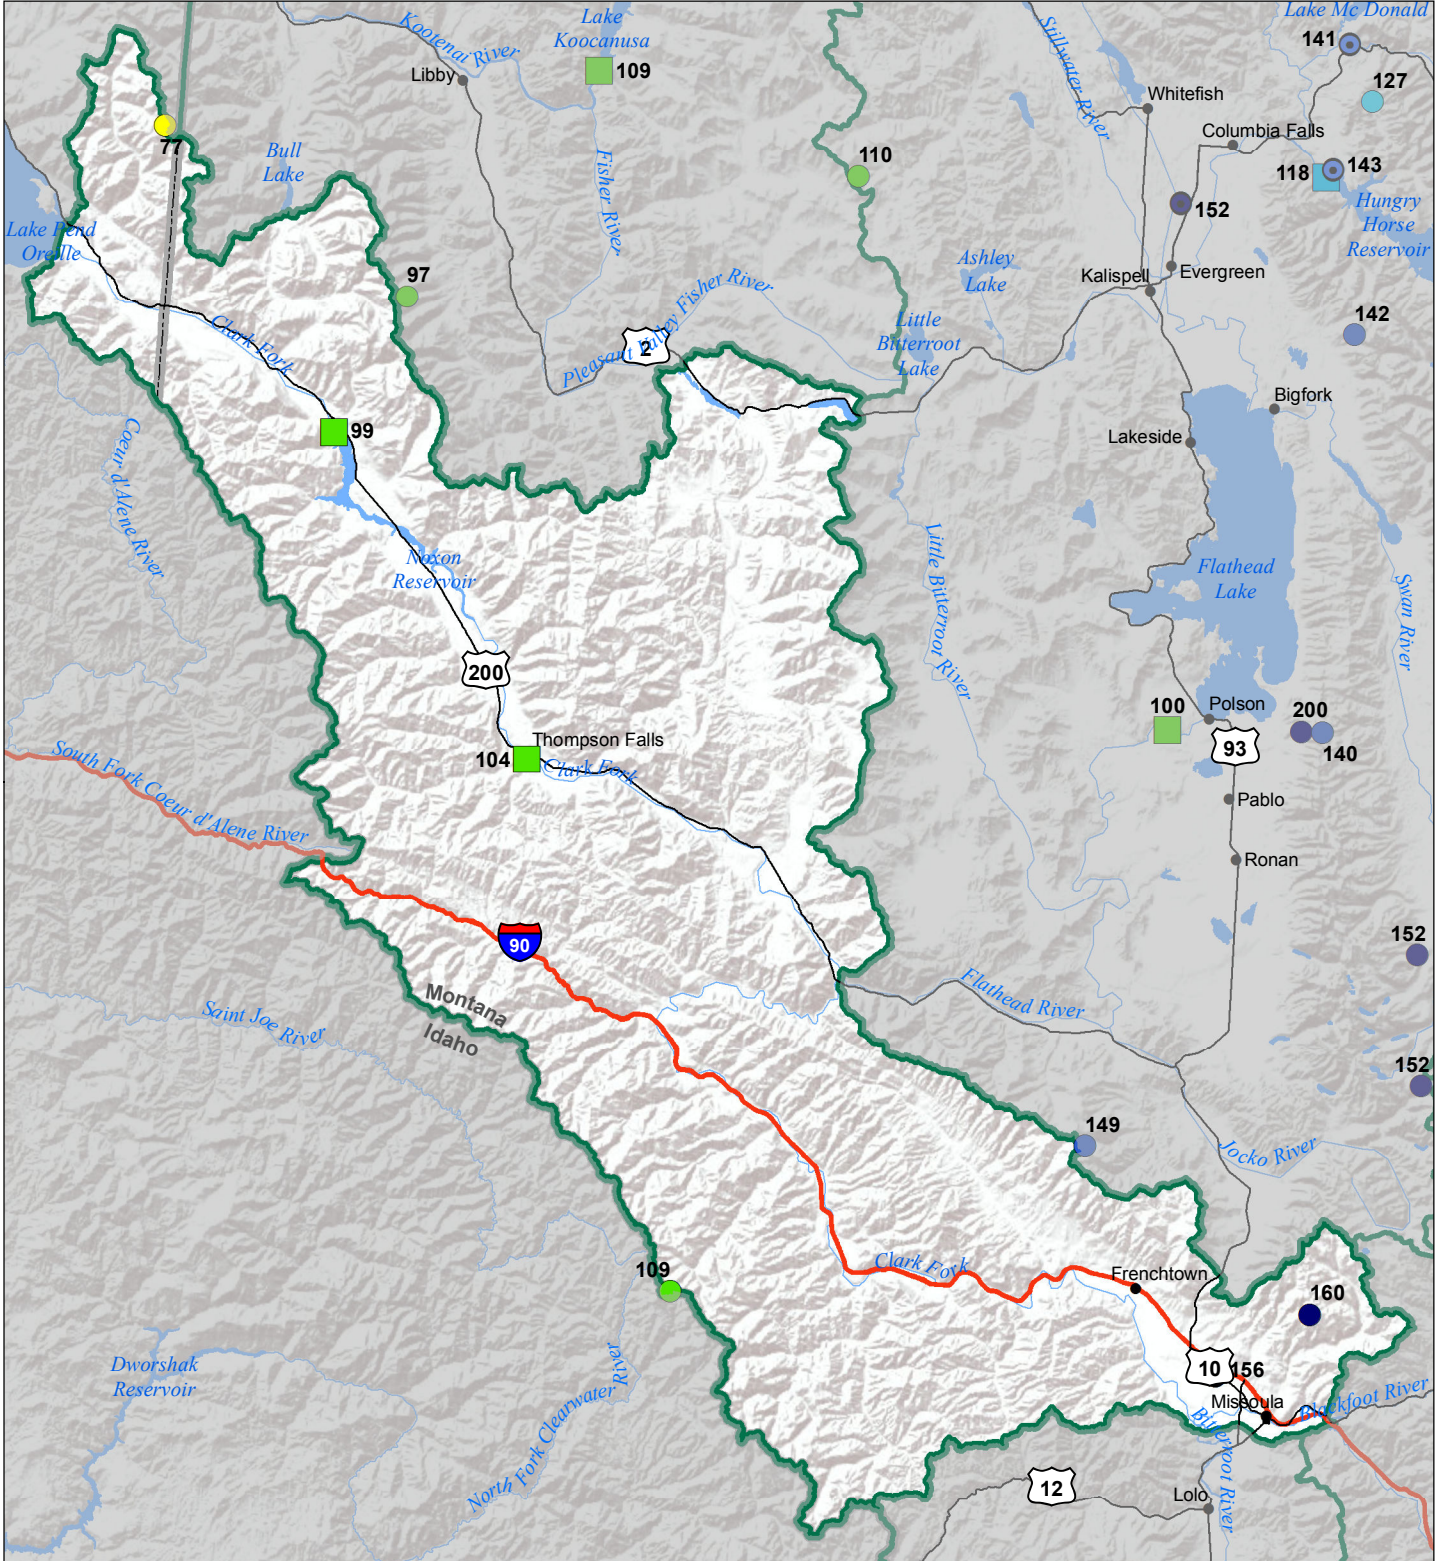 Lake Mc Donald
141
127
Kootenai River
Lake
Koocanusa
109
Libby
Stillwater River
Whitefish
Columbia Falls
77
Bull
Lake
Fisher River
110
118
143
152
Hungry
Horse
Reservoir
Lake Pend
Oreille
97
Ashley
Lake
Kalispell
Evergreen
Clark Fork
Pleasant Valley Fisher River
2
Little
Bitterroot
Lake
142
Bigfork
99
Lakeside
Coeur d'Alene River
Noxon
Reservoir
Little Bitterroor River
Flathead
Lake
Swan River
200
100
Polson
200
140
93
104
Thompson Falls
Clark Fork
South Fork Coeur d'Alene River
Pablo
Ronan
90
152
Montana
Idaho
Saint Joe River
Flathead River
152
149
Jocko River
109
Clark Fork
Frenchtown
160
Dworshak
Reservoir
North Fork Clearwater River
10
156
Missoula
Blackfoot River
Bitterroot River
12
Lolo